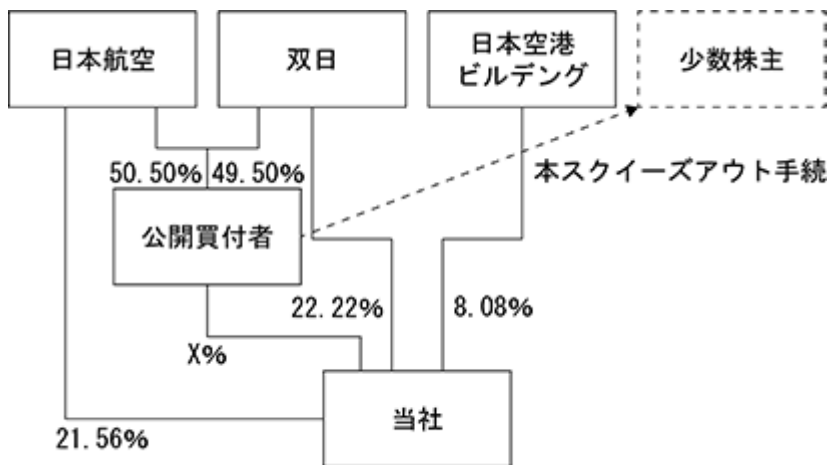 日本航空
双日
日本空港
ビルデング
少数株主
50.50%
49.50%
本スクイーズアウト手続
公開買付者
22.22%
8.08%
X%
当社
21.56%